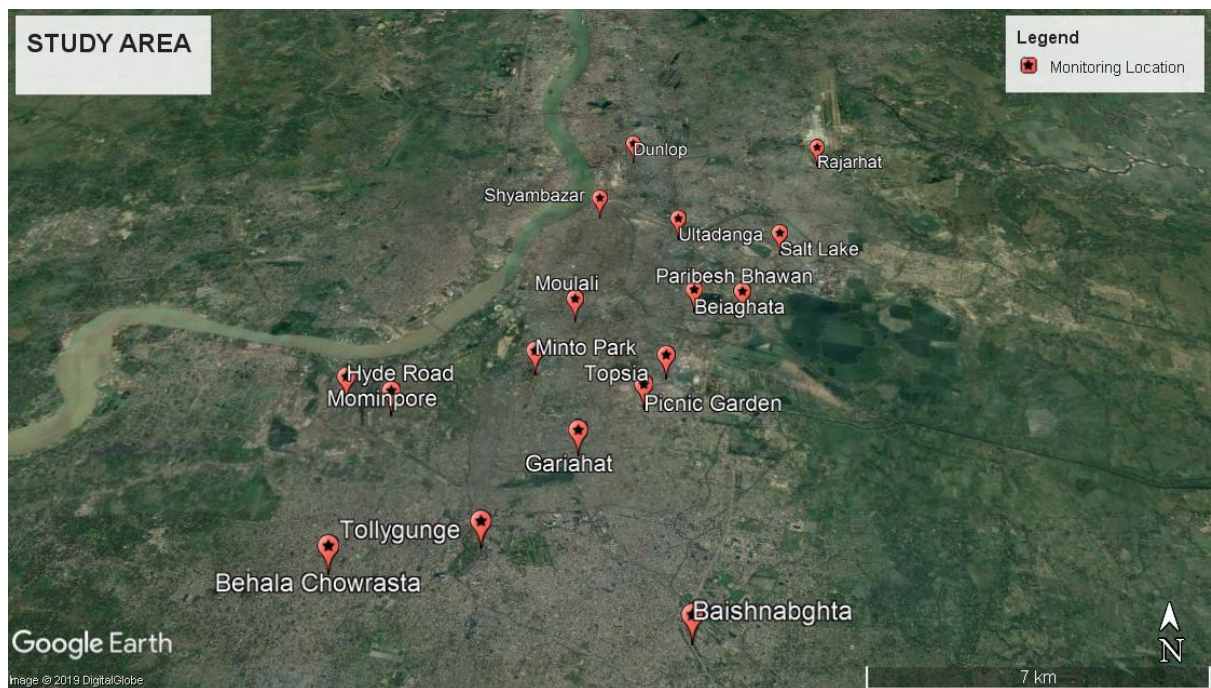 STUDY AREA
Legend
Monitoring Location
Dunlop
Rajarhat
Shyambazar
Ultadanga
Salt Lake
Paribesh Bhawan
Moulali
Beiaghata
Minto Park
Hyde Road
Topsia
Mominpore
Picnic Garden
Gariahat
Tollygunge
Behala Chowrasta
Baishnabghta
Google Earth
N
7 km
Image © 2019 DigitalGlobe